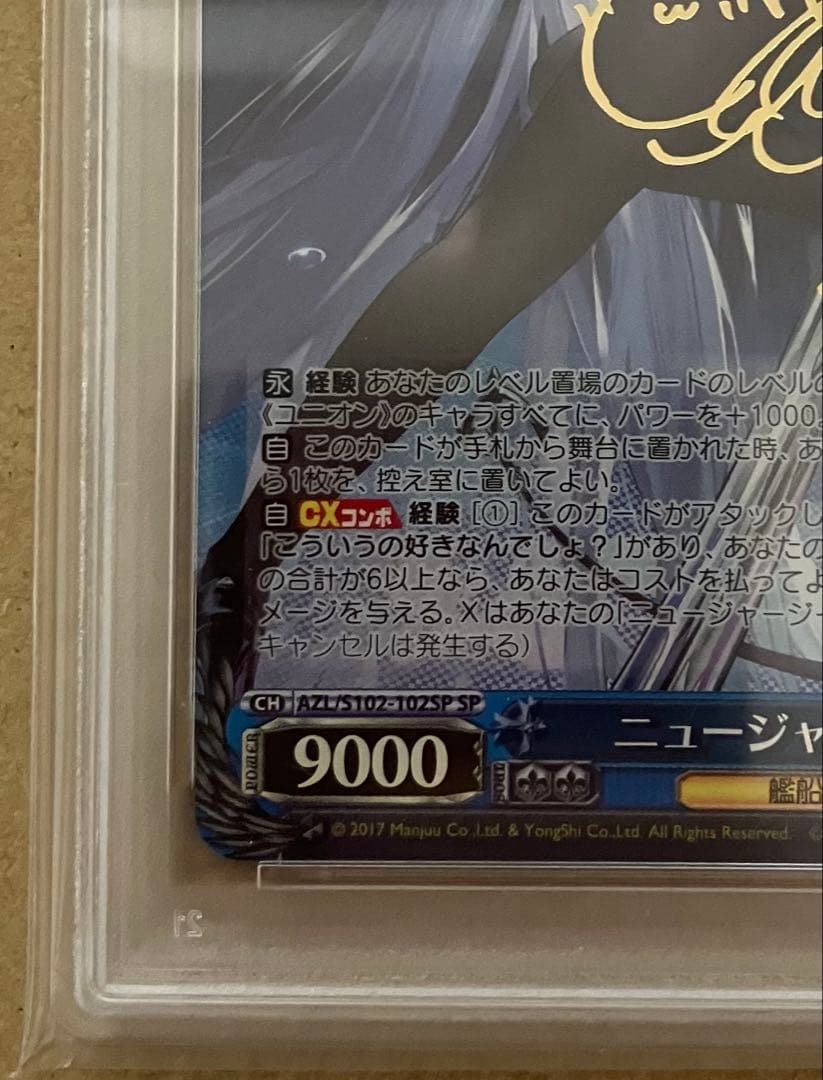 永 経験 あなたのレベル置場のカードのレベルの
《ユニオン》のキャラすべてに、パワーを＋1000。
自 このカードが手札から舞台に置かれた時、あ
ら1枚を、控え室に置いてよい。
自 CXコンボ 経験 [①] このカードがアタックし
「こういうの好きなんでしょ？」があり、あなたの
の合計が6以上なら、あなたはコストを払ってよ
メージを与える。Xはあなたの「ニュージャージー
キャンセルは発生する）
CH AZL/S102-102SP SP
ニュージャ
POWER 9000
SOUL
艦船
© 2017 Manjuu Co.,Ltd. & YongShi Co.,Ltd. All Rights Reserved.
21